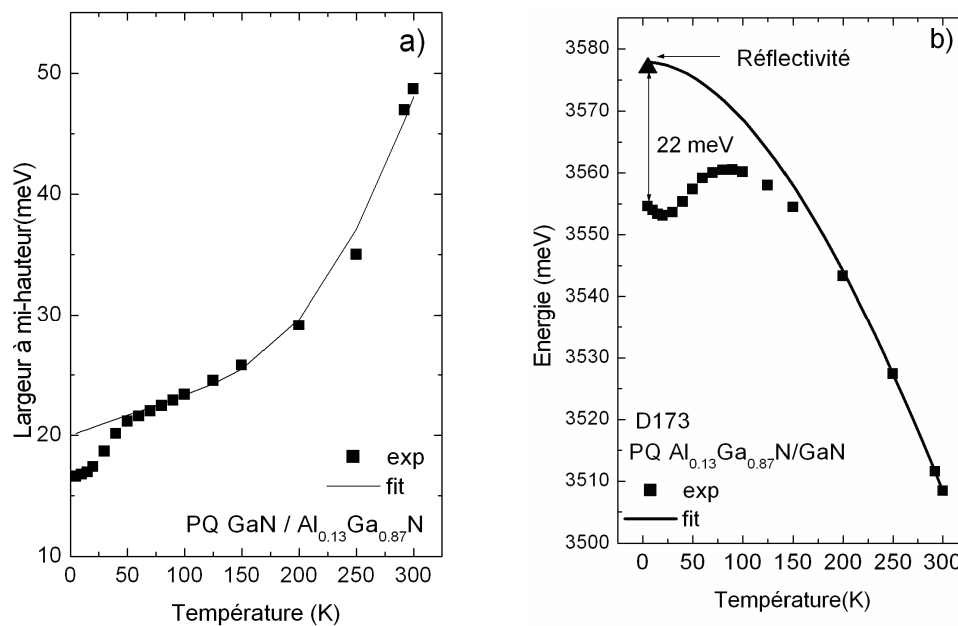 a)
50
40
30
20
10
Largeur à mi-hauteur(meV)
exp
fit
PQ GaN / Al0.13Ga0.87N
0 50 100 150 200 250 300
Température (K)
b)
3580
3570
3560
3550
3540
3530
3520
3510
3500
Energie (meV)
Réflectivité
22 meV
D173
PQ Al0.13Ga0.87N/GaN
exp
fit
0 50 100 150 200 250 300
Température(K)